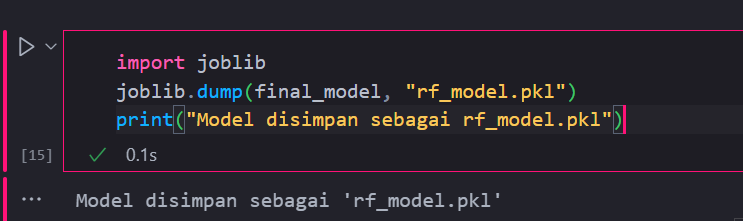 import joblib
joblib.dump(final_model, "rf_model.pkl")
print("Model disimpan sebagai rf_model.pkl")
[15] 0.1s
... Model disimpan sebagai 'rf_model.pkl'